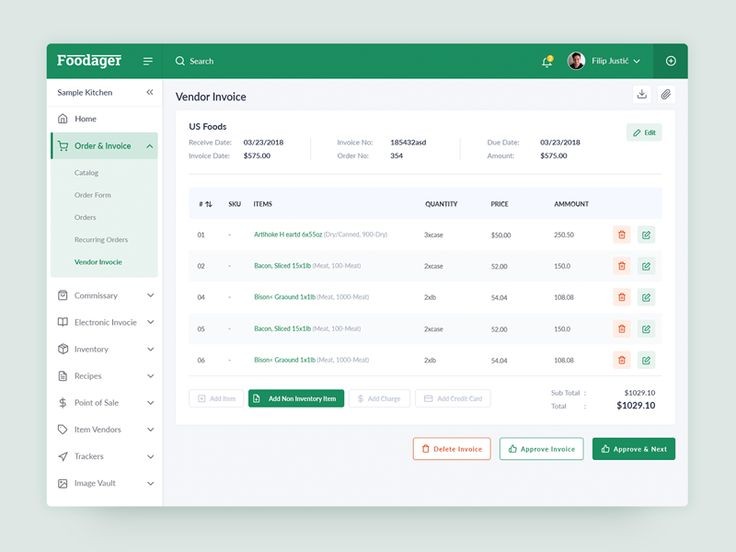 Foodager
Search
2
Filip Justić
Sample Kitchen
Home
Order & Invoice
Catalog
Order Form
Orders
Recurring Orders
Vendor Invocie
Commissary
Electronic Invocie
Inventory
Recipes
Point of Sale
Item Vendors
Trackers
Image Vault
Vendor Invoice
US Foods
Edit
Receive Date: 03/23/2018 Invoice No: 185432asd Due Date: 03/23/2018
Invoice Date: $575.00 Order No: 354 Amount: $575.00
# SKU ITEMS QUANTITY PRICE AMMOUNT
01 - Artihoke H eartd 6x55oz (Dry/Canned, 900-Dry) 3xcase $50.00 250.50
02 - Bacon, Sliced 15x1lb (Meat, 100-Meat) 2xcase 52.00 150.0
04 - Bison+ Graound 1x1lb (Meat, 1000-Meat) 2xlb 54.04 108.08
05 - Bacon, Sliced 15x1lb (Meat, 100-Meat) 2xcase 52.00 150.0
06 - Bison+ Graound 1x1lb (Meat, 100-Meat) 2xlb 54.04 108.08
Add Item Add Non Inventory Item $ Add Charge Add Credit Card
Sub Total : $1029.10
Total : $1029.10
Delete Invoice Approve Invoice Approve & Next